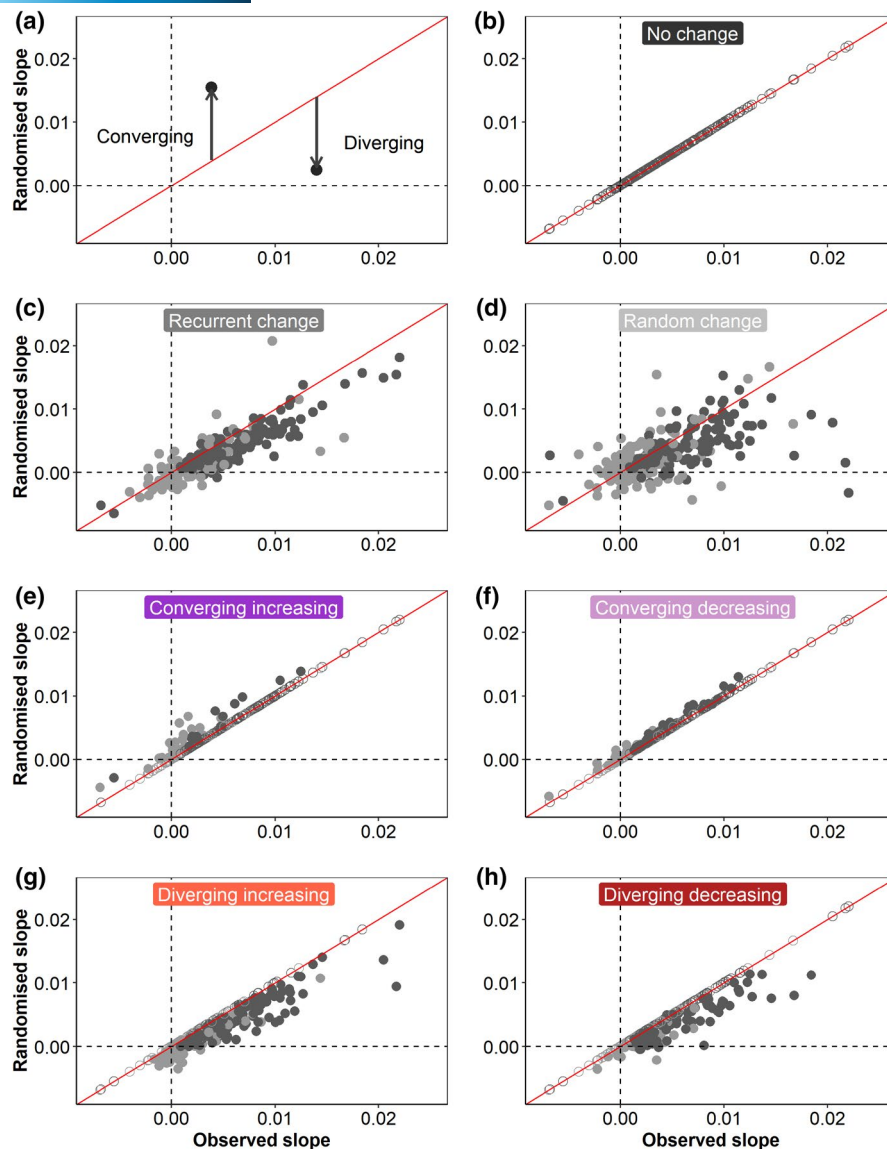 (a)
Randomised slope
0.02
0.01
0.00
Converging
Diverging
0.00
0.01
0.02
(b)
No change
0.02
0.01
0.00
0.00
0.01
0.02
(c)
Recurrent change
Randomised slope
0.02
0.01
0.00
0.00
0.01
0.02
(d)
Random change
0.02
0.01
0.00
0.00
0.01
0.02
(e)
Converging increasing
Randomised slope
0.02
0.01
0.00
0.00
0.01
0.02
(f)
Converging decreasing
0.02
0.01
0.00
0.00
0.01
0.02
(g)
Diverging increasing
Randomised slope
0.02
0.01
0.00
0.00
0.01
0.02
Observed slope
(h)
Diverging decreasing
0.02
0.01
0.00
0.00
0.01
0.02
Observed slope